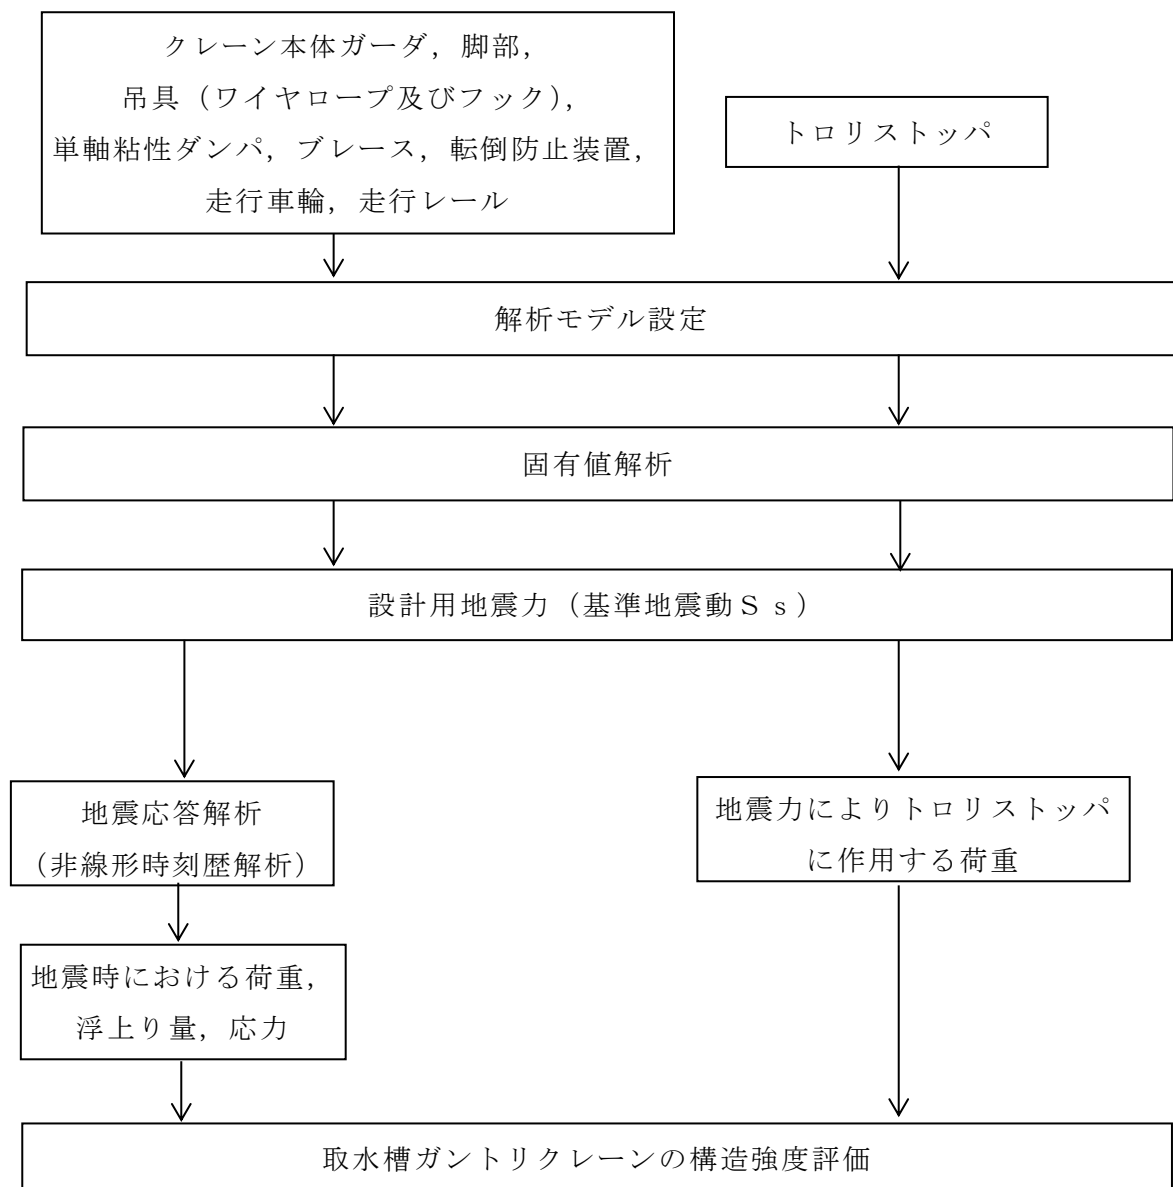 クレーン本体ガーダ，脚部，
吊具（ワイヤロープ及びフック），
単軸粘性ダンパ，ブレース，転倒防止装置，
走行車輪，走行レール
トロリストッパ
解析モデル設定
固有値解析
設計用地震力（基準地震動Ｓｓ）
地震応答解析
（非線形時刻歴解析）
地震力によりトロリストッパ
に作用する荷重
地震時における荷重，
浮上り量，応力
取水槽ガントリクレーンの構造強度評価